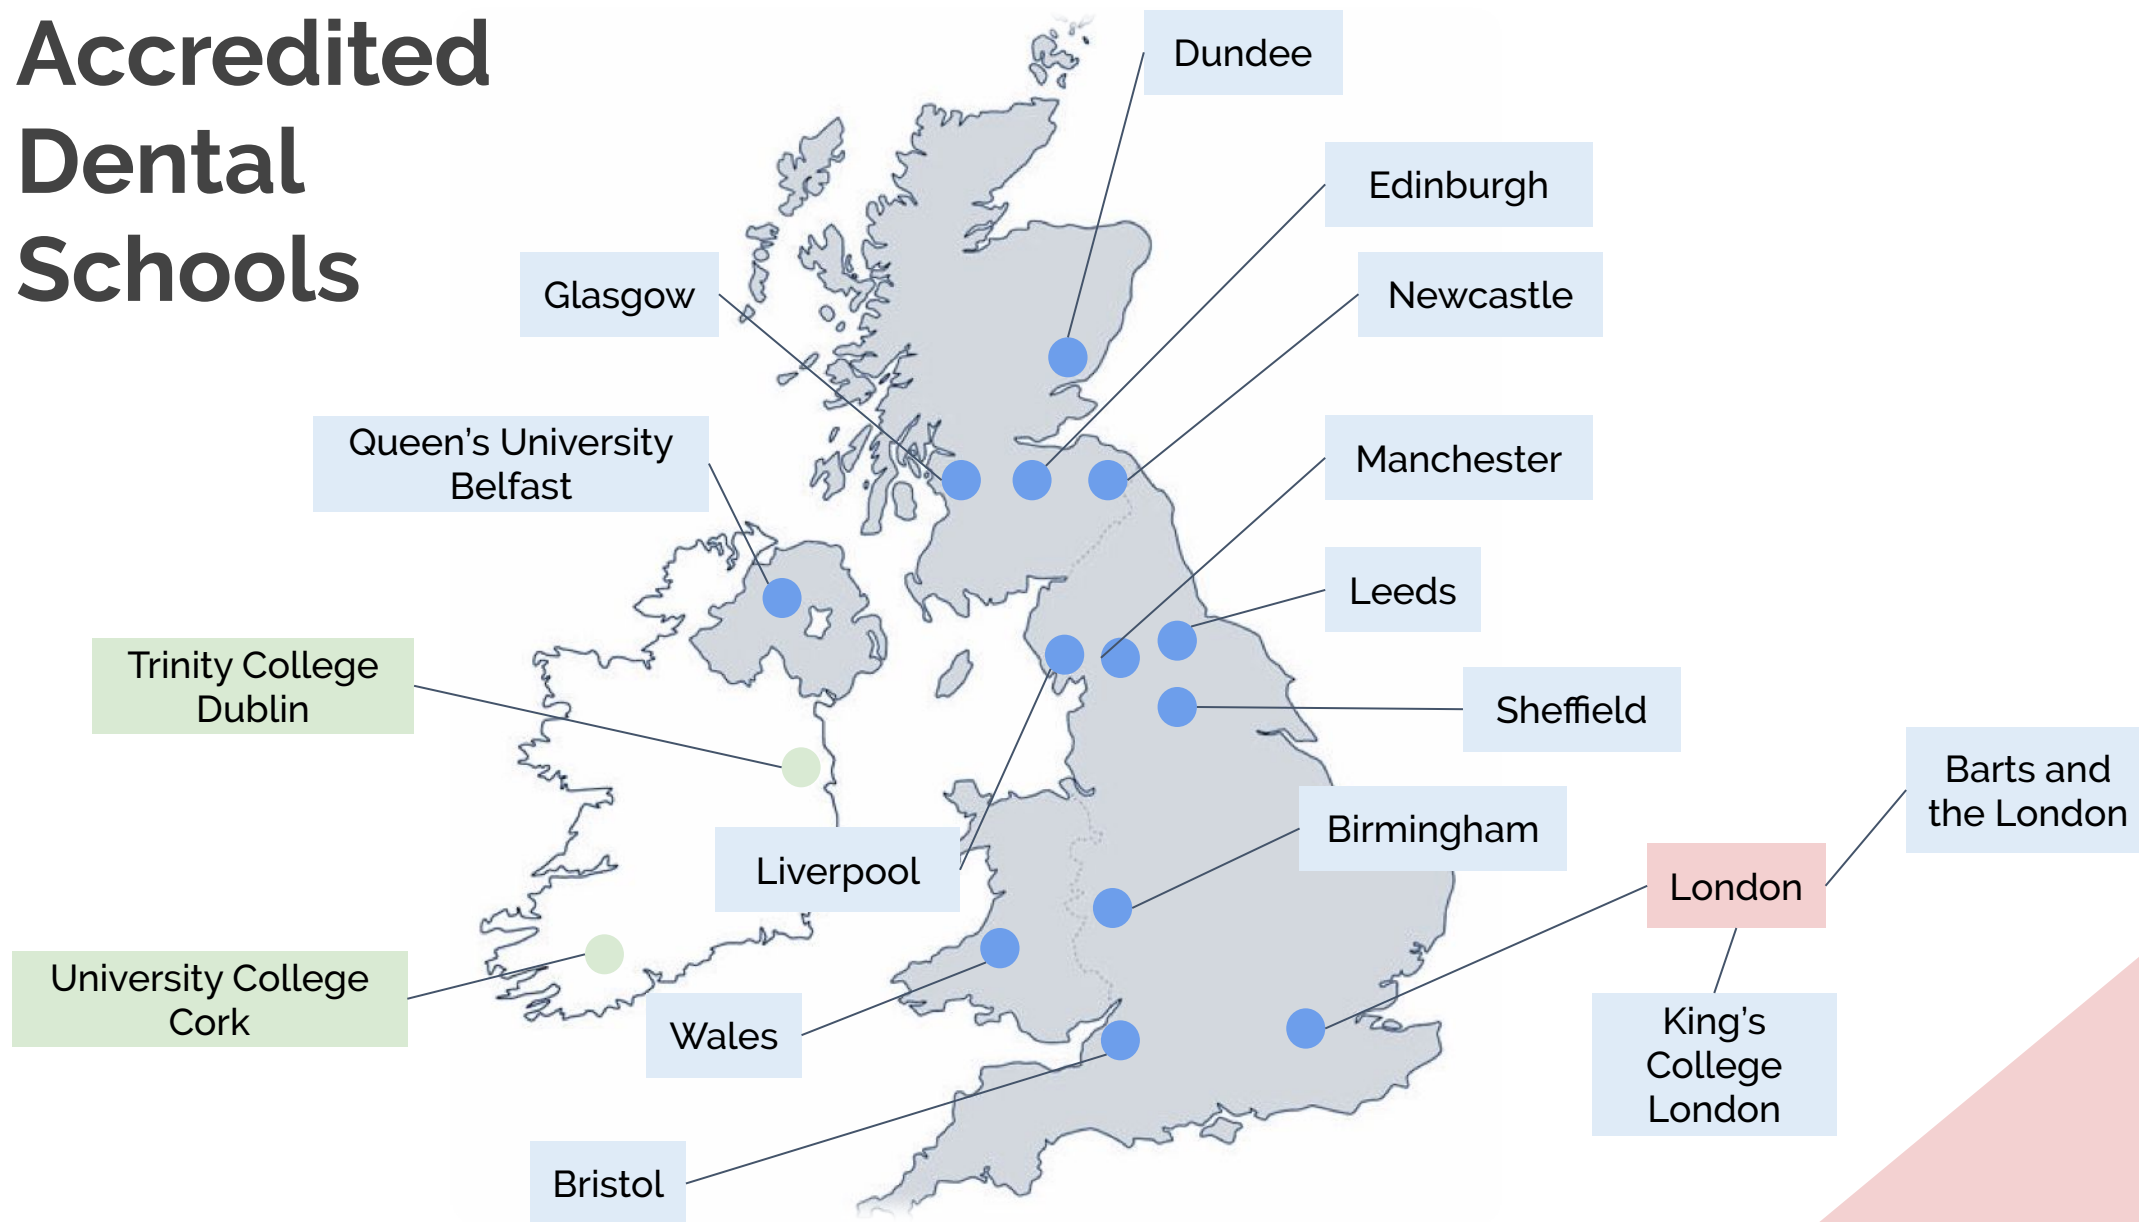 Accredited
Dental
Schools
Dundee
Edinburgh
Glasgow
Newcastle
Queen's University
Belfast
Manchester
Leeds
Trinity College
Dublin
Sheffield
Barts and
the London
Birmingham
Liverpool
London
University College
Cork
Wales
King's
College
London
Bristol